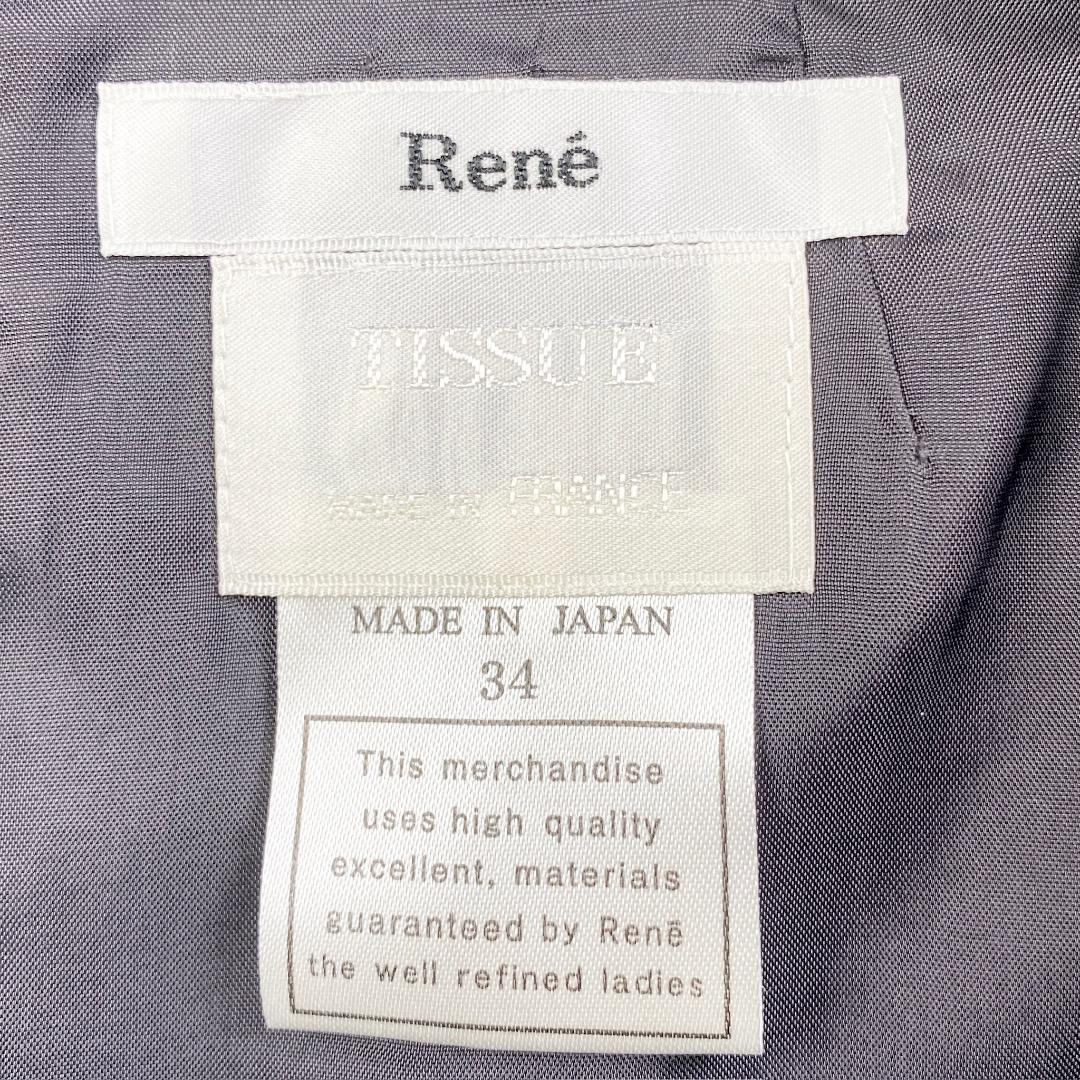 René
TISSUE
MADE IN FRANCE
MADE IN JAPAN
34
This merchandise
uses high quality
excellent, materials
guaranteed by René
the well refined ladies